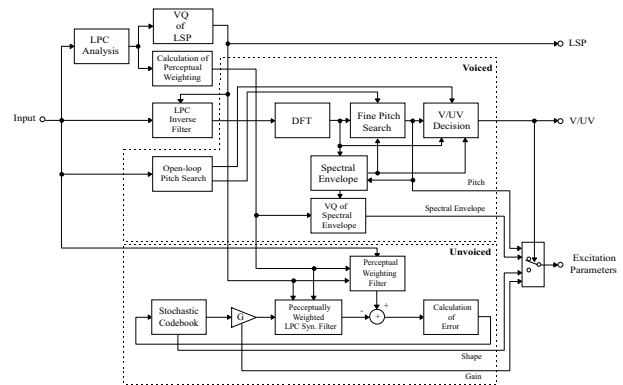 VQ
of
LSP
LPC
Analysis
LSP
Calculation of
Perceptual
Weighting
Voiced
Input
LPC
Inverse
Filter
DFT
Fine Pitch
Search
V/UV
Decision
V/UV
Open-loop
Pitch Search
Spectral
Envelope
Pitch
VQ of
Spectral
Envelope
Spectral Envelope
Unvoiced
Perceptual
Weighting
Filter
Excitation
Parameters
Stochastic
Codebook
G
Pecceptually
Weighted
LPC Syn. Filter
-
+
+
Calculation
of
Error
Shape
Gain